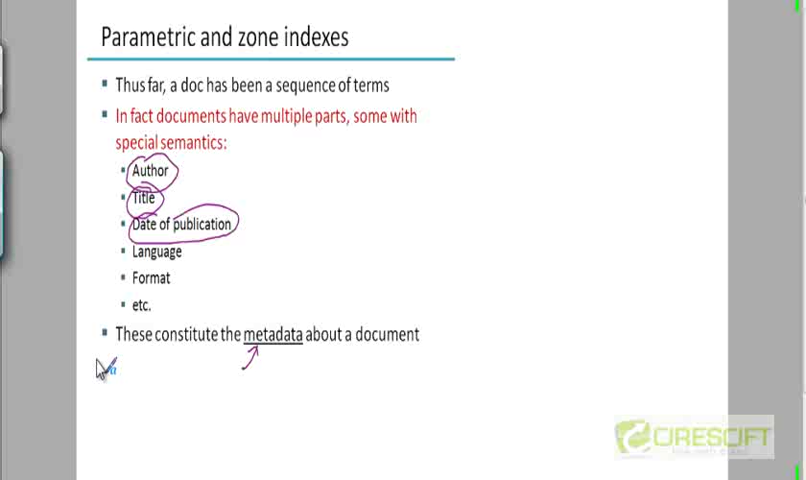 Parametric and zone indexes
Thus far, a doc has been a sequence of terms
In fact documents have multiple parts, some with
special semantics:
Author
Title
Date of publication
Language
Format
etc.
These constitute the metadata about a document